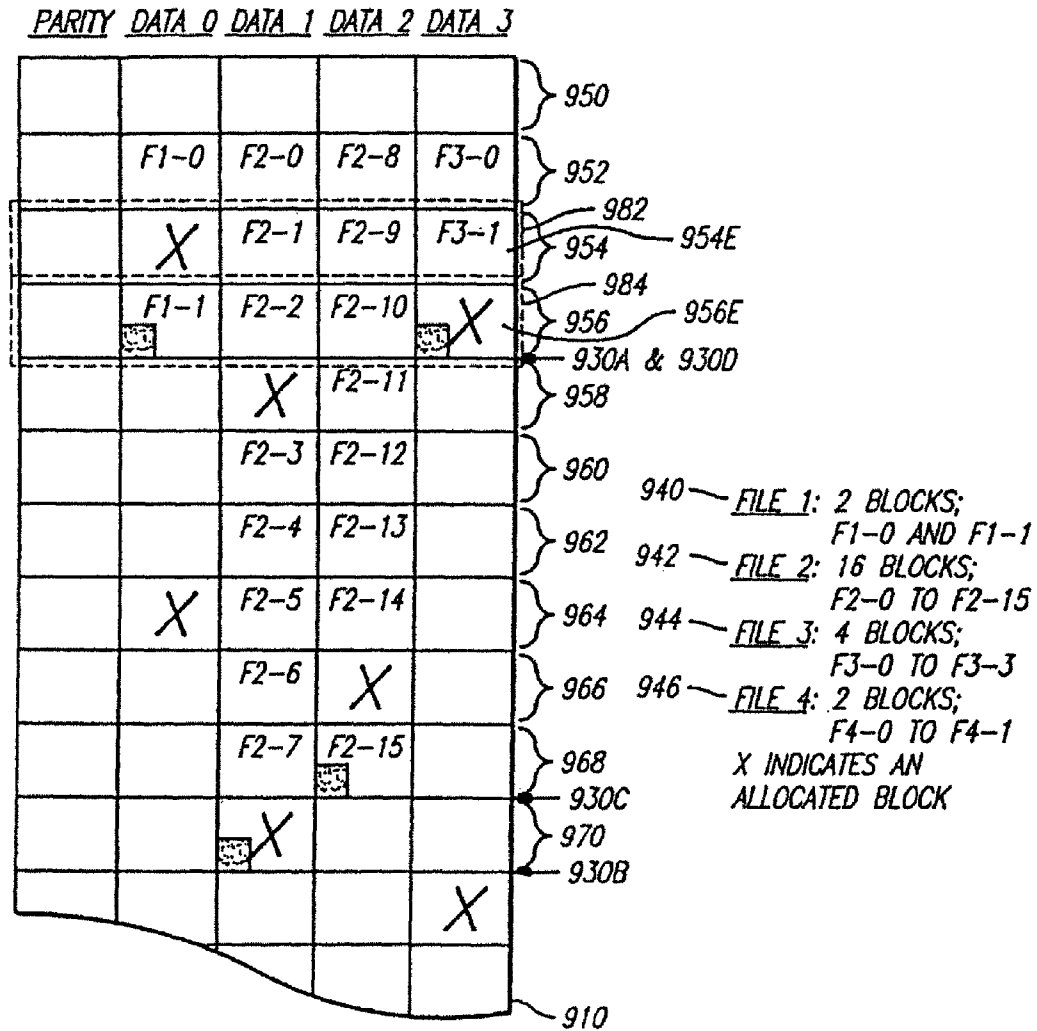 PARITY DATA 0 DATA 1 DATA 2 DATA 3
950
F1-0 F2-0 F2-8 F3-0
952
982
X F2-1 F2-9 F3-1
954E
954
984
F1-1 F2-2 F2-10 X
956
956E
930A & 930D
X F2-11
958
F2-3 F2-12
960
F2-4 F2-13
962
X F2-5 F2-14
964
F2-6 X
966
F2-7 F2-15
968
930C
X
970
930B
X
910
940 FILE 1: 2 BLOCKS;
F1-0 AND F1-1
942 FILE 2: 16 BLOCKS;
F2-0 TO F2-15
944 FILE 3: 4 BLOCKS;
F3-0 TO F3-3
946 FILE 4: 2 BLOCKS;
F4-0 TO F4-1
X INDICATES AN
ALLOCATED BLOCK